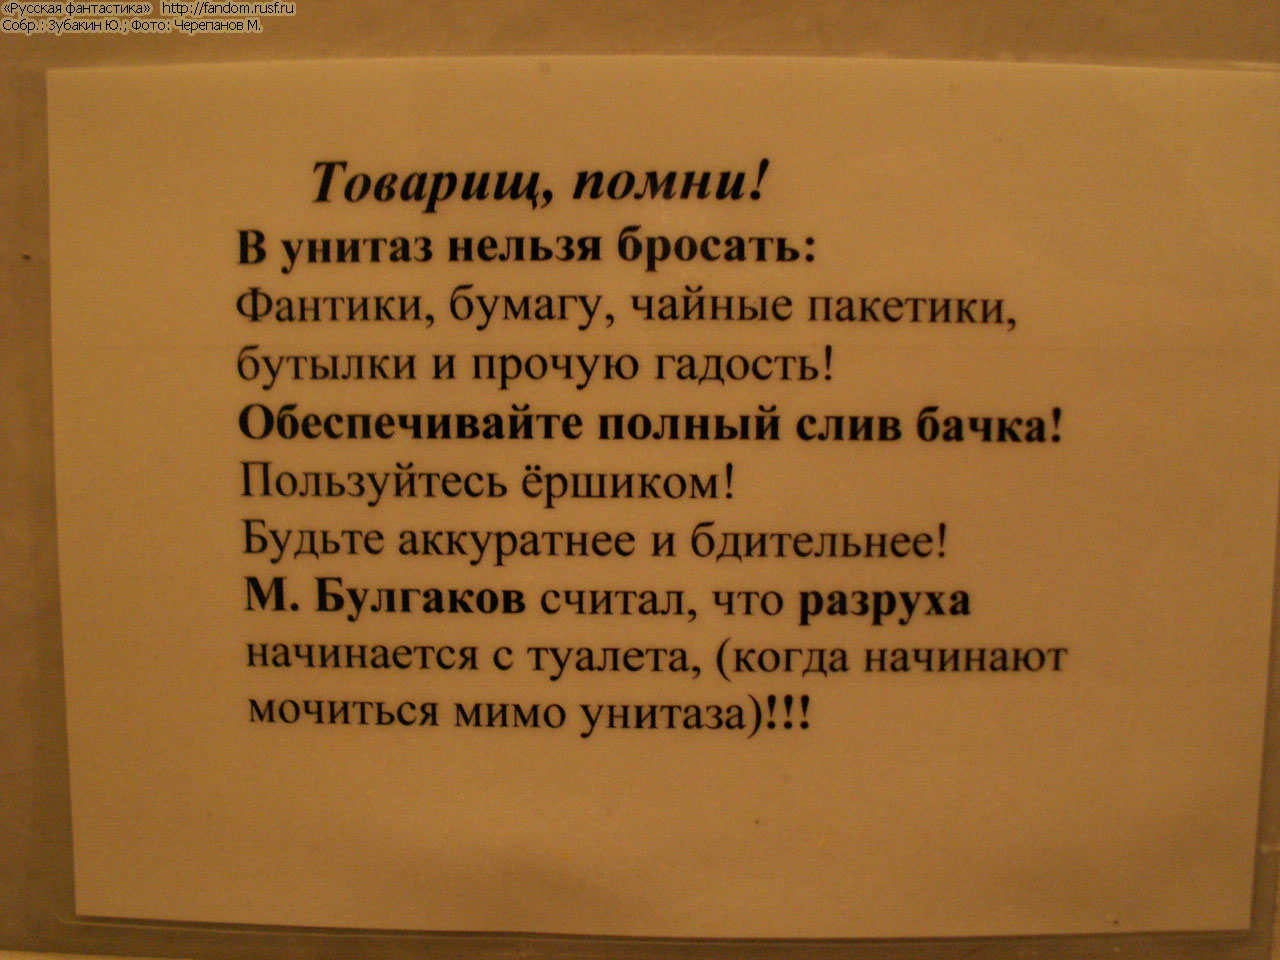 «Русская фантастика» http://fandom.rusf.ru
Собр.: Зубакин Ю.; Фото: Черепанов М.
Товарищ, помни!
В унитаз нельзя бросать:
Фантики, бумагу, чайные пакетики,
бутылки и прочую гадость!
Обеспечивайте полный слив бачка!
Пользуйтесь ёршиком!
Будьте аккуратнее и бдительнее!
М. Булгаков считал, что разруха
начинается с туалета, (когда начинают
мочиться мимо унитаза)!!!